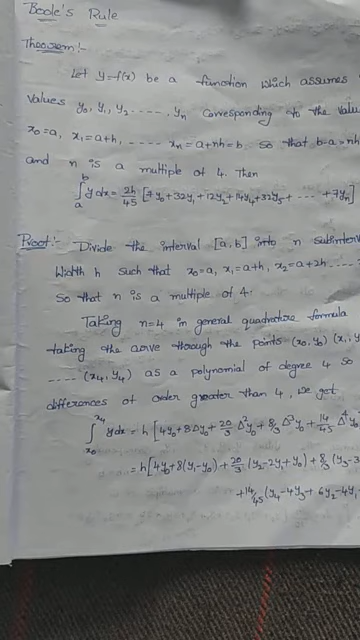 Boole's Rule
Theorem:-
Let y=f(x) be a function which assumes
values y₀, y₁, y₂ ----- yₙ corresponding to the valu
x₀=a, x₁=a+h, ----- xₙ=a+nh=b. So that b-a=nh
and n is a multiple of 4. Then
∫ₐᵇ y dx = 2h/45 [7y₀+32y₁+12y₂+14y₄+32y₅+ --- +7yₙ]
Proof:- Divide the interval [a,b] into n subinterv
Width h such that x₀=a, x₁=a+h, x₂=a+2h ----
So that n is a multiple of 4.
Taking n=4 in general quadrature formula
taking the curve through the points (x₀,y₀) (x₁,y
---- (x₄,y₄) as a polynomial of degree 4 so
differences of order greater than 4, we get
∫ₓ₀ˣ⁴ y dx = h[4y₀+8Δy₀+20/3 Δ²y₀+8/3 Δ³y₀+14/45 Δ⁴y₀
= h[4y₀+8(y₁-y₀)+20/3 (y₂-2y₁+y₀)+8/3 (y₃-3
+14/45 (y₄-4y₃+6y₂-4y₁